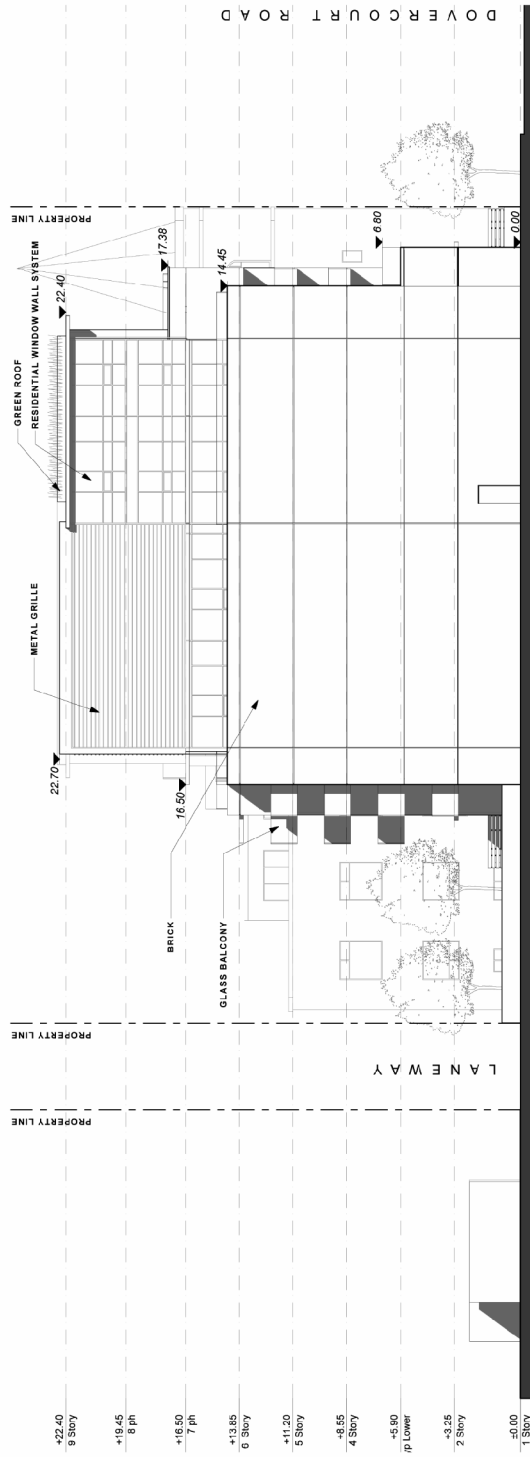 DOVERCOURT ROAD
PROPERTY LINE
GREEN ROOF
RESIDENTIAL WINDOW WALL SYSTEM
22.40
17.38
14.45
6.80
0.00
METAL GRILLE
22.70
16.50
BRICK
GLASS BALCONY
PROPERTY LINE
LANEWAY
PROPERTY LINE
+22.40
9 Story
+19.45
8 ph
+16.50
7 ph
+13.85
6 Story
+11.20
5 Story
+8.55
4 Story
+5.90
/p Lower
+3.25
2 Story
±0.00
1 Story